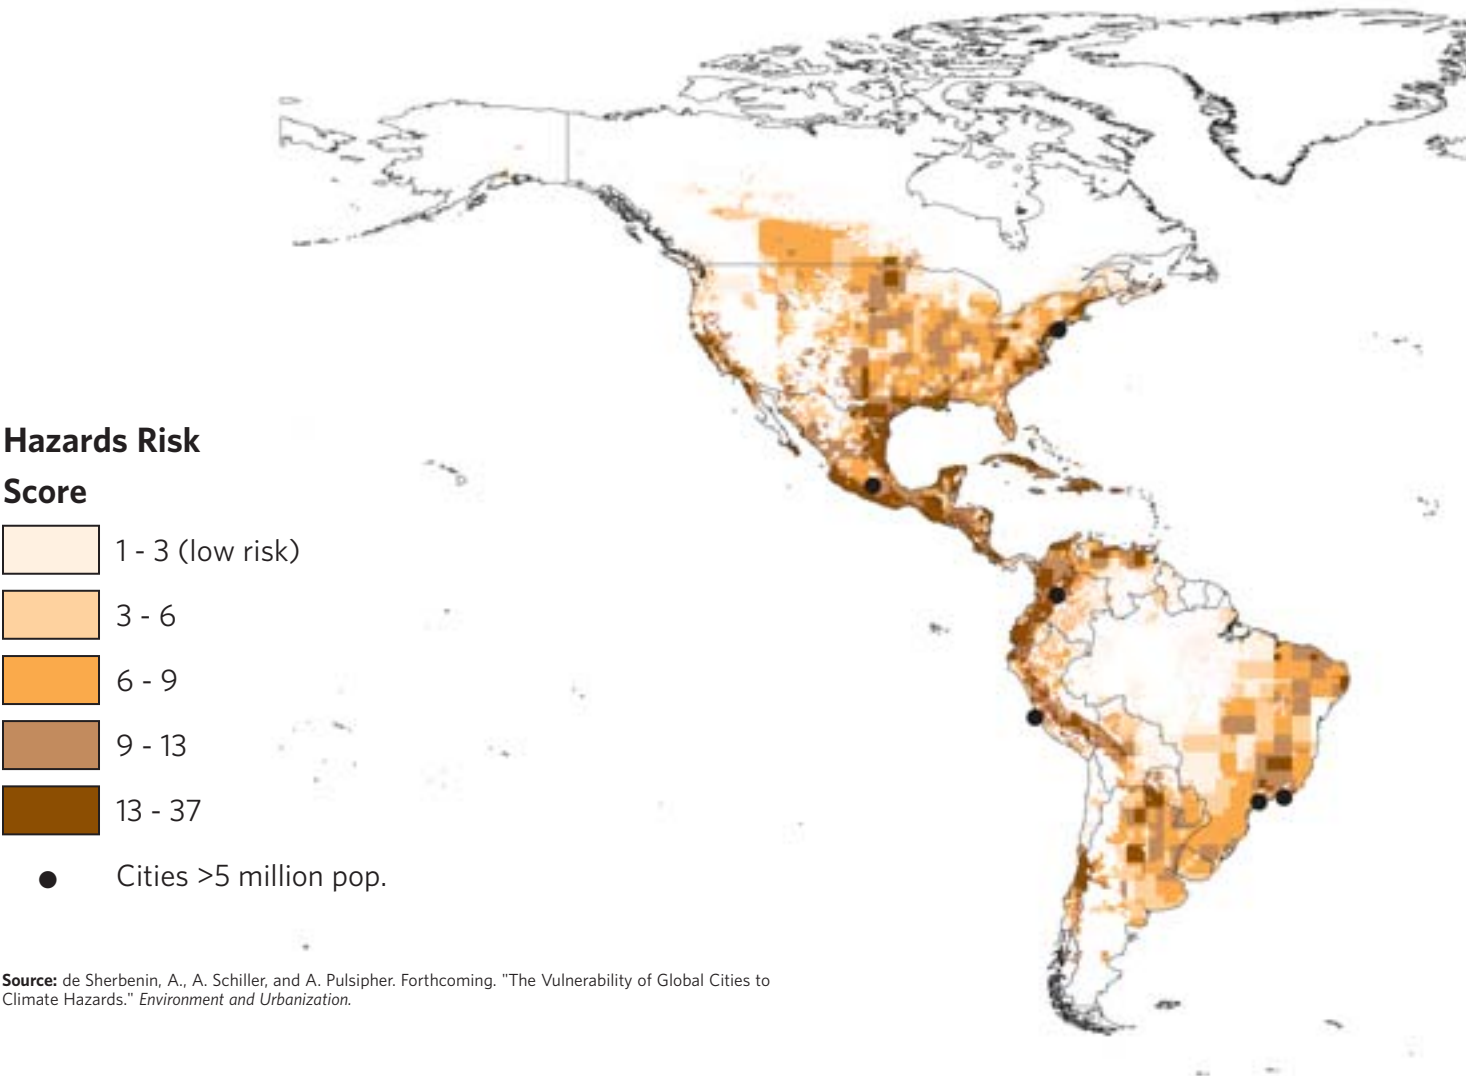 Hazards Risk
Score
1 - 3 (low risk)
3 - 6
6 - 9
9 - 13
13 - 37
Cities >5 million pop.
Source: de Sherbenin, A., A. Schiller, and A. Pulsipher. Forthcoming. "The Vulnerability of Global Cities to
Climate Hazards." Environment and Urbanization.